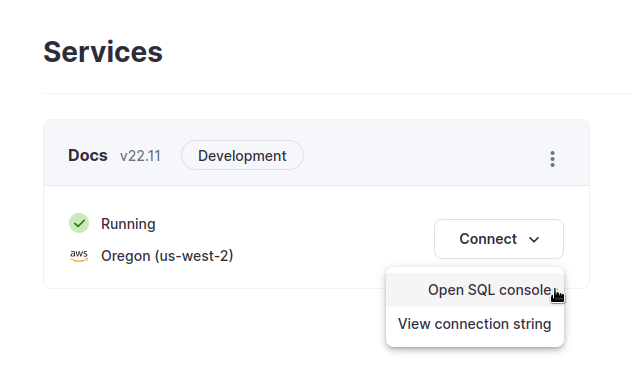 Services
Docs v22.11 Development
Running
aws Oregon (us-west-2)
Connect
Open SQL console
View connection string